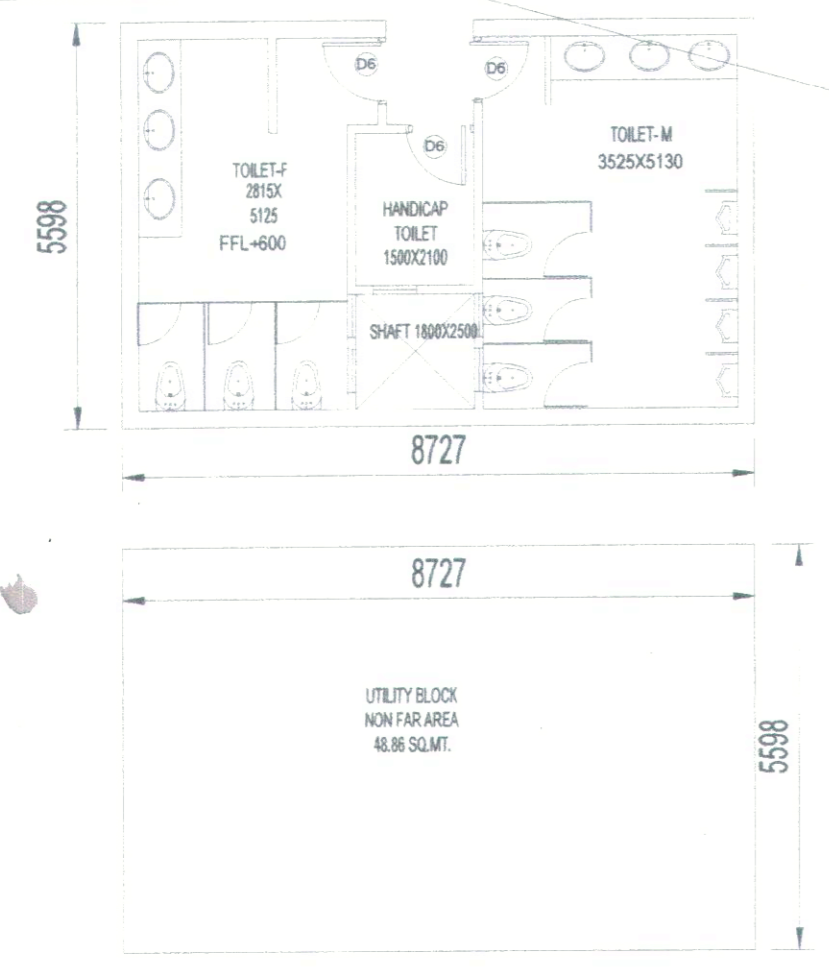 D6
D6
D6
TOILET-F
2815X
5125
FFL+600
HANDICAP
TOILET
1500X2100
TOILET-M
3525X5130
SHAFT 1800X2500
5598
8727
8727
UTILITY BLOCK
NON FAR AREA
48.86 SQ.MT.
5598